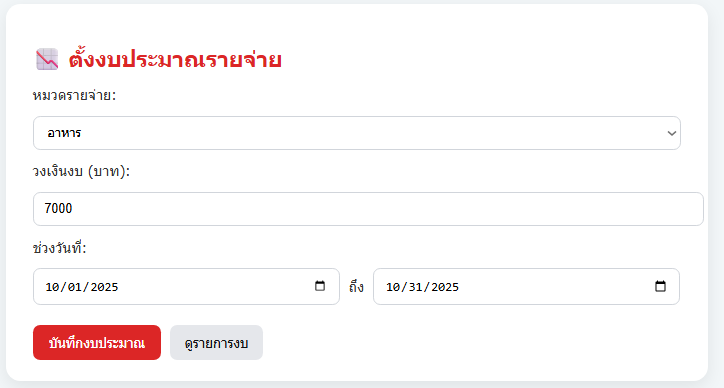 ตั้งงบประมาณรายจ่าย
หมวดรายจ่าย:
อาหาร
วงเงินงบ (บาท):
7000
ช่วงวันที่:
10/01/2025 ถึง 10/31/2025
บันทึกงบประมาณ ดูรายการงบ